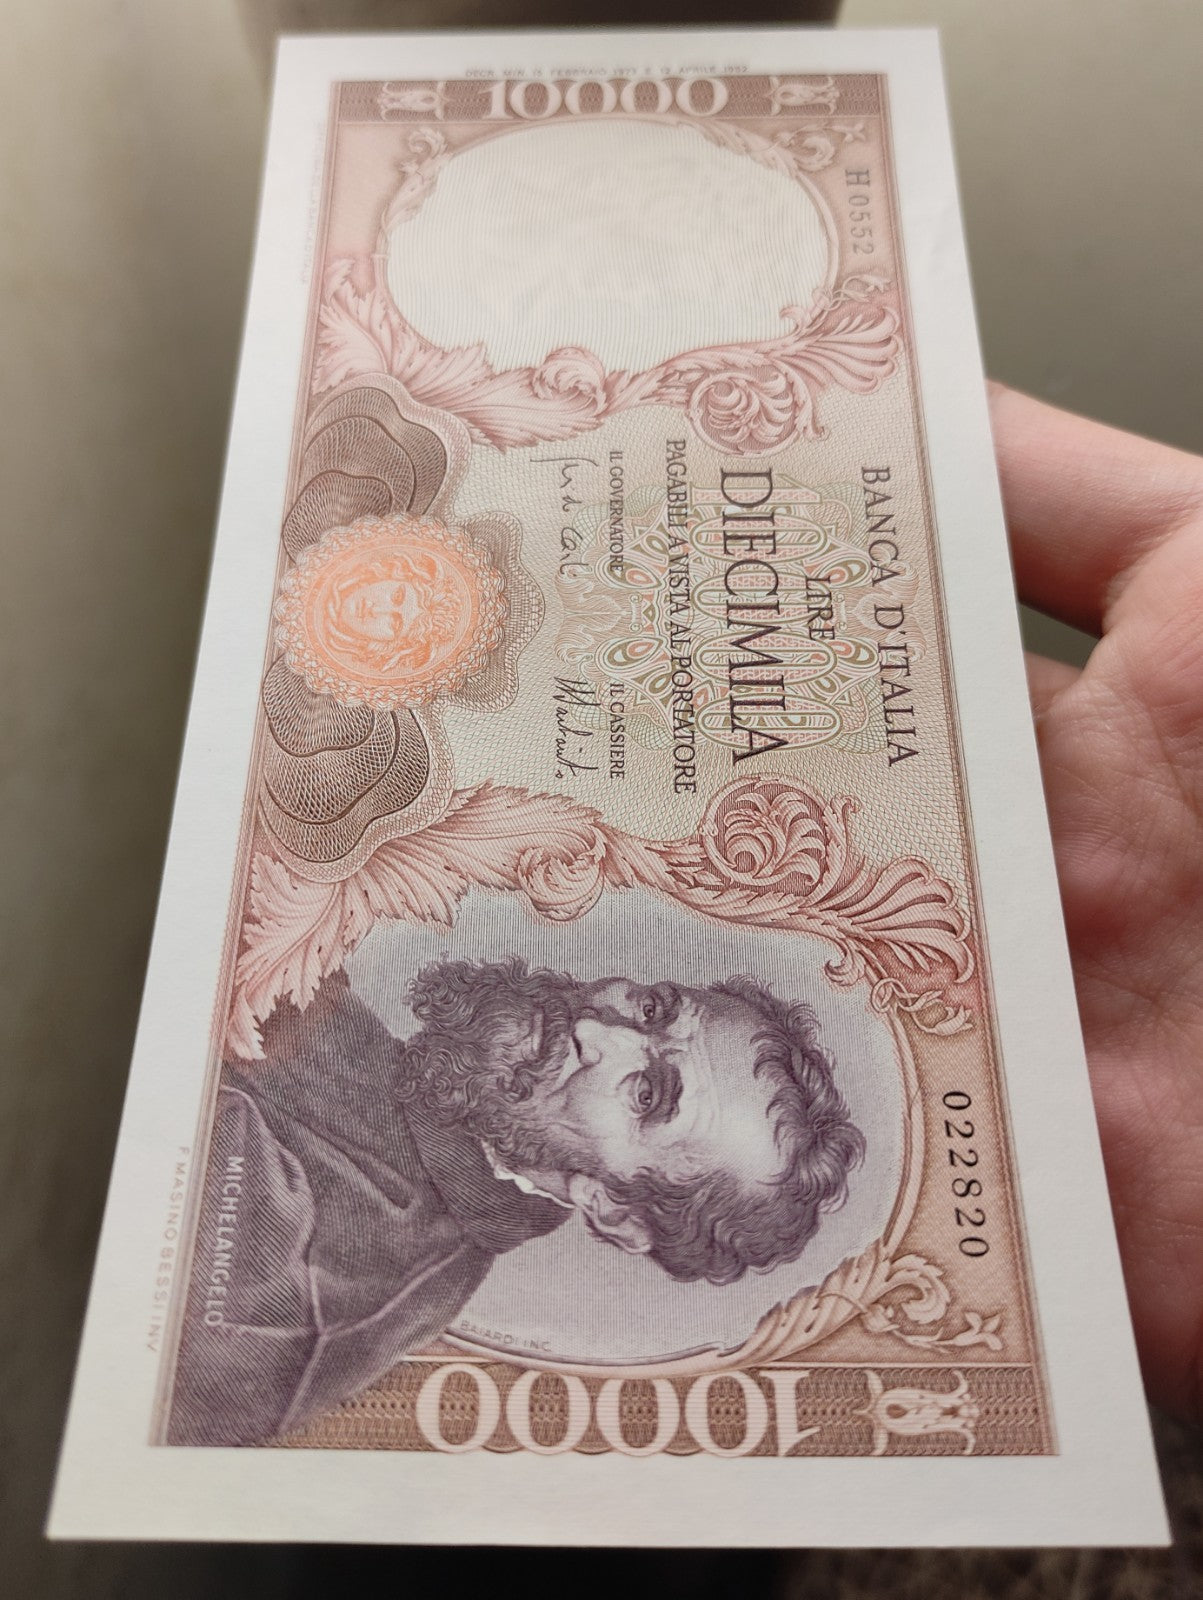 BANCA D'ITALIA
H 0552
022820
LIRE
DIECIMILA
PAGABILI A VISTA AL PORTATORE
IL GOVERNATORE
IL CASSIERE
10000
10000
MICHELANGELO
BAIARDI INC.
F. MASINO BESSI INV.